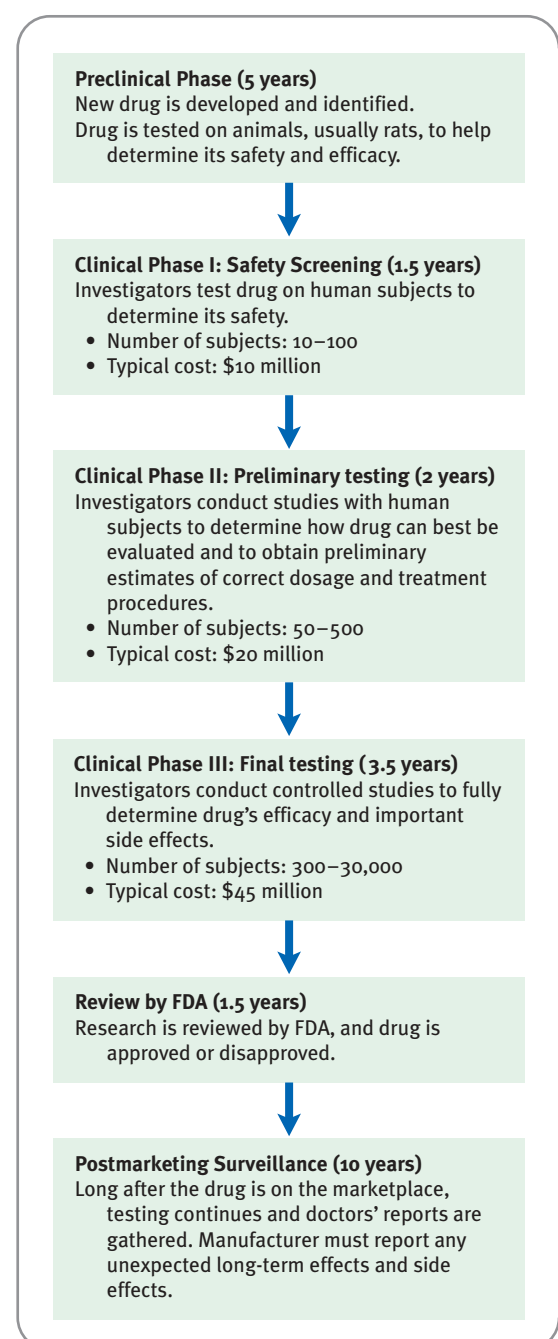 Preclinical Phase (5 years)
New drug is developed and identified.
Drug is tested on animals, usually rats, to help
determine its safety and efficacy.
Clinical Phase I: Safety Screening (1.5 years)
Investigators test drug on human subjects to
determine its safety.
• Number of subjects: 10–100
• Typical cost: $10 million
Clinical Phase II: Preliminary testing (2 years)
Investigators conduct studies with human
subjects to determine how drug can best be
evaluated and to obtain preliminary
estimates of correct dosage and treatment
procedures.
• Number of subjects: 50–500
• Typical cost: $20 million
Clinical Phase III: Final testing (3.5 years)
Investigators conduct controlled studies to fully
determine drug’s efficacy and important
side effects.
• Number of subjects: 300–30,000
• Typical cost: $45 million
Review by FDA (1.5 years)
Research is reviewed by FDA, and drug is
approved or disapproved.
Postmarketing Surveillance (10 years)
Long after the drug is on the marketplace,
testing continues and doctors’ reports are
gathered. Manufacturer must report any
unexpected long-term effects and side
effects.